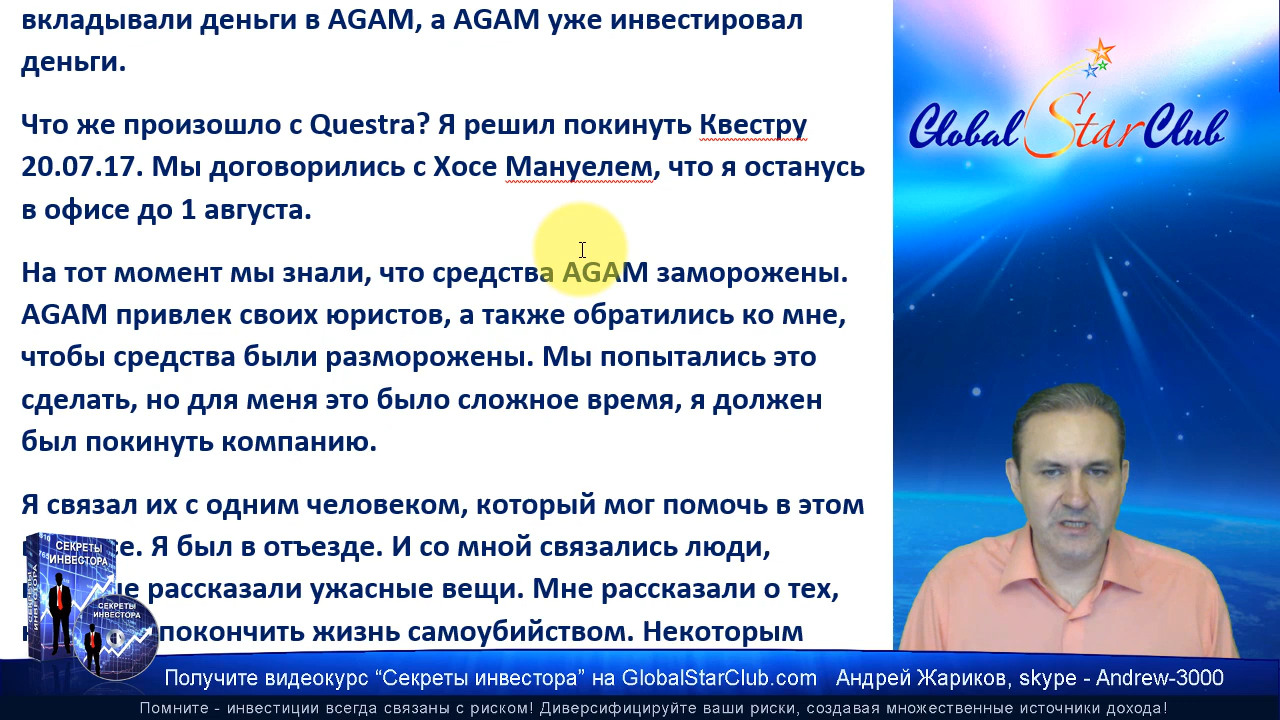 вкладывали деньги в AGAM, а AGAM уже инвестировал
деньги.
Что же произошло с Questra? Я решил покинуть Квестру
20.07.17. Мы договорились с Хосе Мануелем, что я останусь
в офисе до 1 августа.
На тот момент мы знали, что средства AGAM заморожены.
AGAM привлек своих юристов, а также обратились ко мне,
чтобы средства были разморожены. Мы попытались это
сделать, но для меня это было сложное время, я должен
был покинуть компанию.
Я связал их с одним человеком, который мог помочь в этом
Я был в отъезде. И со мной связались люди,
рассказали ужасные вещи. Мне рассказали о тех,
покончить жизнь самоубийством. Некоторым
Global Star Club
СЕКРЕТЫ
ИНВЕСТОРА
СЕКРЕТЫ
ИНВЕСТОРА
СЕКРЕТЫ
ИНВЕСТОРА
Получите видеокурс “Секреты инвестора” на GlobalStarClub.com Андрей Жариков, skype - Andrew-3000
Помните - инвестиции всегда связаны с риском! Диверсифицируйте ваши риски, создавая множественные источники дохода!